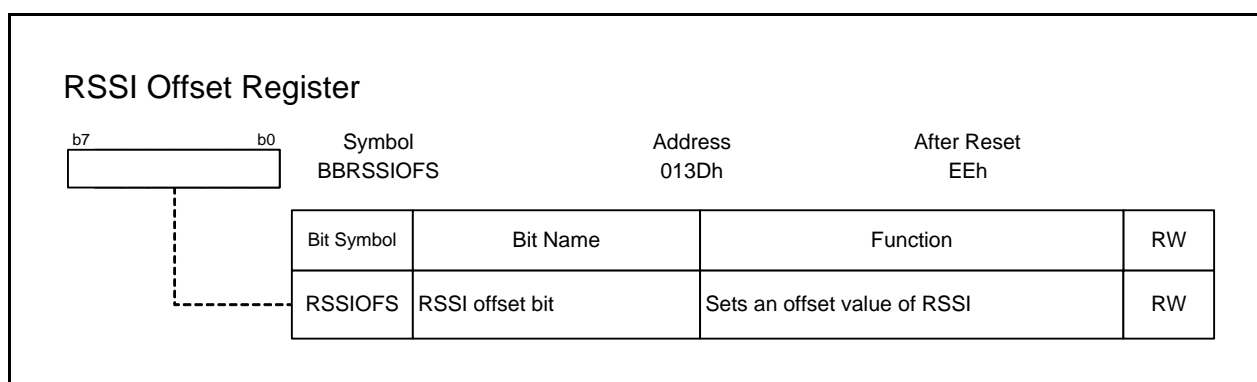 RSSI Offset Register
b7 b0 Symbol Address After Reset
BBRSSIOFS 013Dh EEh
Bit Symbol Bit Name Function RW
RSSIOFS RSSI offset bit Sets an offset value of RSSI RW